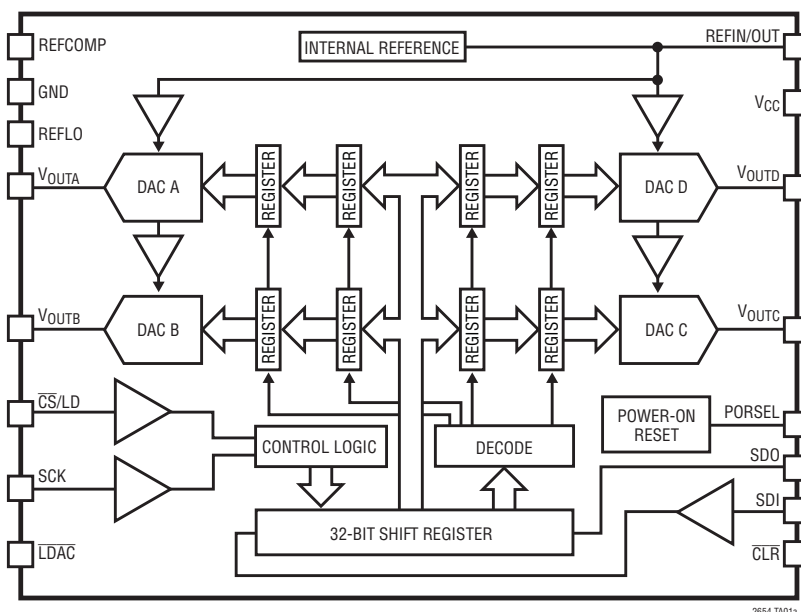 REFCOMP
INTERNAL REFERENCE
REFIN/OUT
GND
VCC
REFLO
VOUTA
DAC A
REGISTER
REGISTER
REGISTER
REGISTER
DAC D
VOUTD
VOUTB
DAC B
REGISTER
REGISTER
REGISTER
REGISTER
DAC C
VOUTC
CS/LD
CONTROL LOGIC
DECODE
POWER-ON
RESET
PORSEL
SCK
SDO
32-BIT SHIFT REGISTER
SDI
LDAC
CLR
2654 TA01a